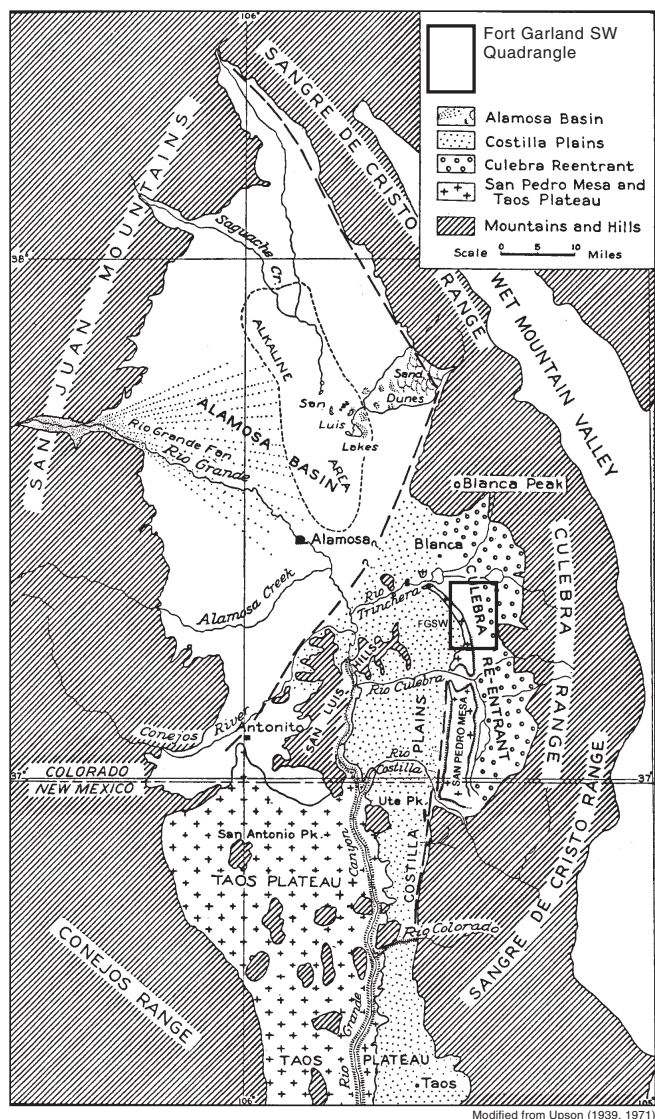 106°
Fort Garland SW
Quadrangle
Alamosa Basin
Costilla Plains
Culebra Reentrant
San Pedro Mesa and
Taos Plateau
Mountains and Hills
Scale 0 5 10 Miles
SANGRE DE CRISTO
RANGE
WET MOUNTAIN VALLEY
SAN JUAN MOUNTAINS
Saguache Cr.
38°
ALKALINE
AREA
Sand
Dunes
San
Luis
Lakes
ALAMOSA BASIN
Rio Grande Fan
Rio Grande
Blanca Peak
Alamosa
Blanca
Alamosa Creek
Rio
Trinchera
FGSW
CULEBRA
RE-ENTRANT
CULEBRA RANGE
SAN LUIS HILLS
Rio Culebra
PLAINS
SAN PEDRO MESA
Conejos River
Antonito
Rio
Costilla
37°
COLORADO
NEW MEXICO
37
Ute Pk.
San Antonio Pk.
Canyon
COSTILLA
TAOS PLATEAU
Rio Colorado
SANGRE DE CRISTO RANGE
CONEJOS RANGE
Rio Grande
TAOS PLATEAU
Taos
106°
105
Modified from Upson (1939, 1971)